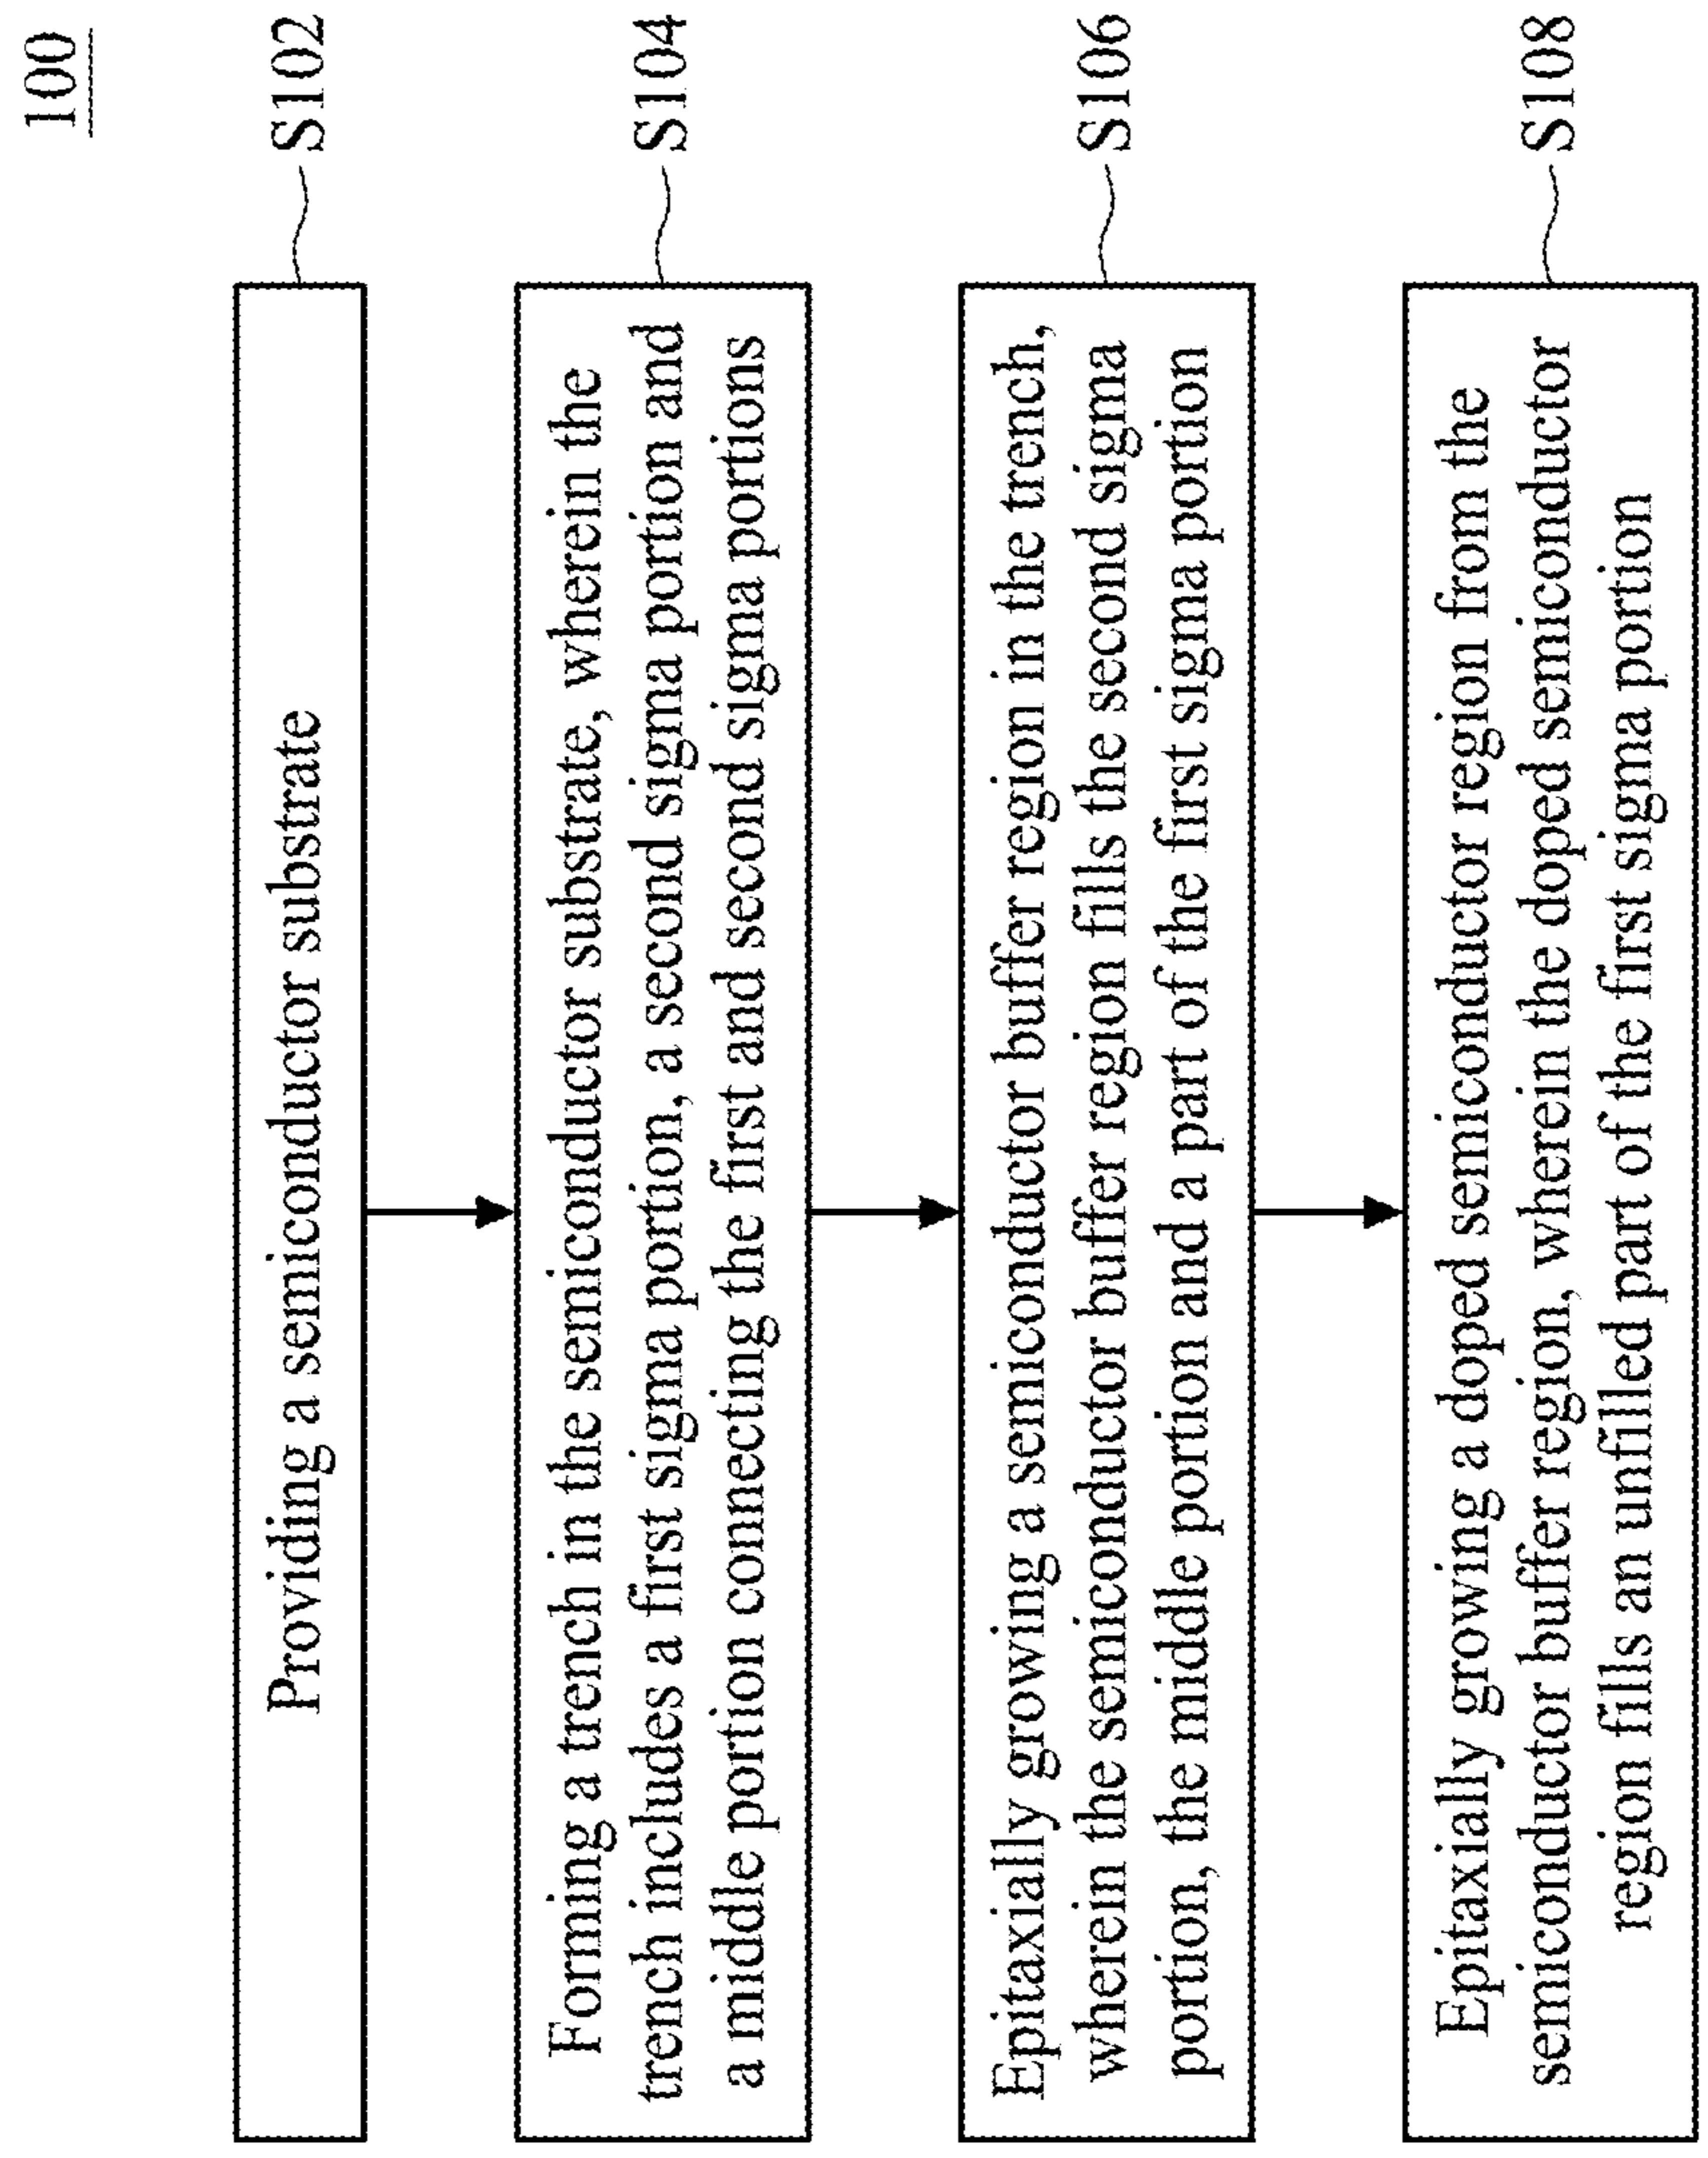 100
Providing a semiconductor substrate
S102
Forming a trench in the semiconductor substrate, wherein the
trench includes a first sigma portion, a second sigma portion and
a middle portion connecting the first and second sigma portions
S104
Epitaxially growing a semiconductor buffer region in the trench,
wherein the semiconductor buffer region fills the second sigma
portion, the middle portion and a part of the first sigma portion
S106
Epitaxially growing a doped semiconductor region from the
semiconductor buffer region, wherein the doped semiconductor
region fills an unfilled part of the first sigma portion
S108